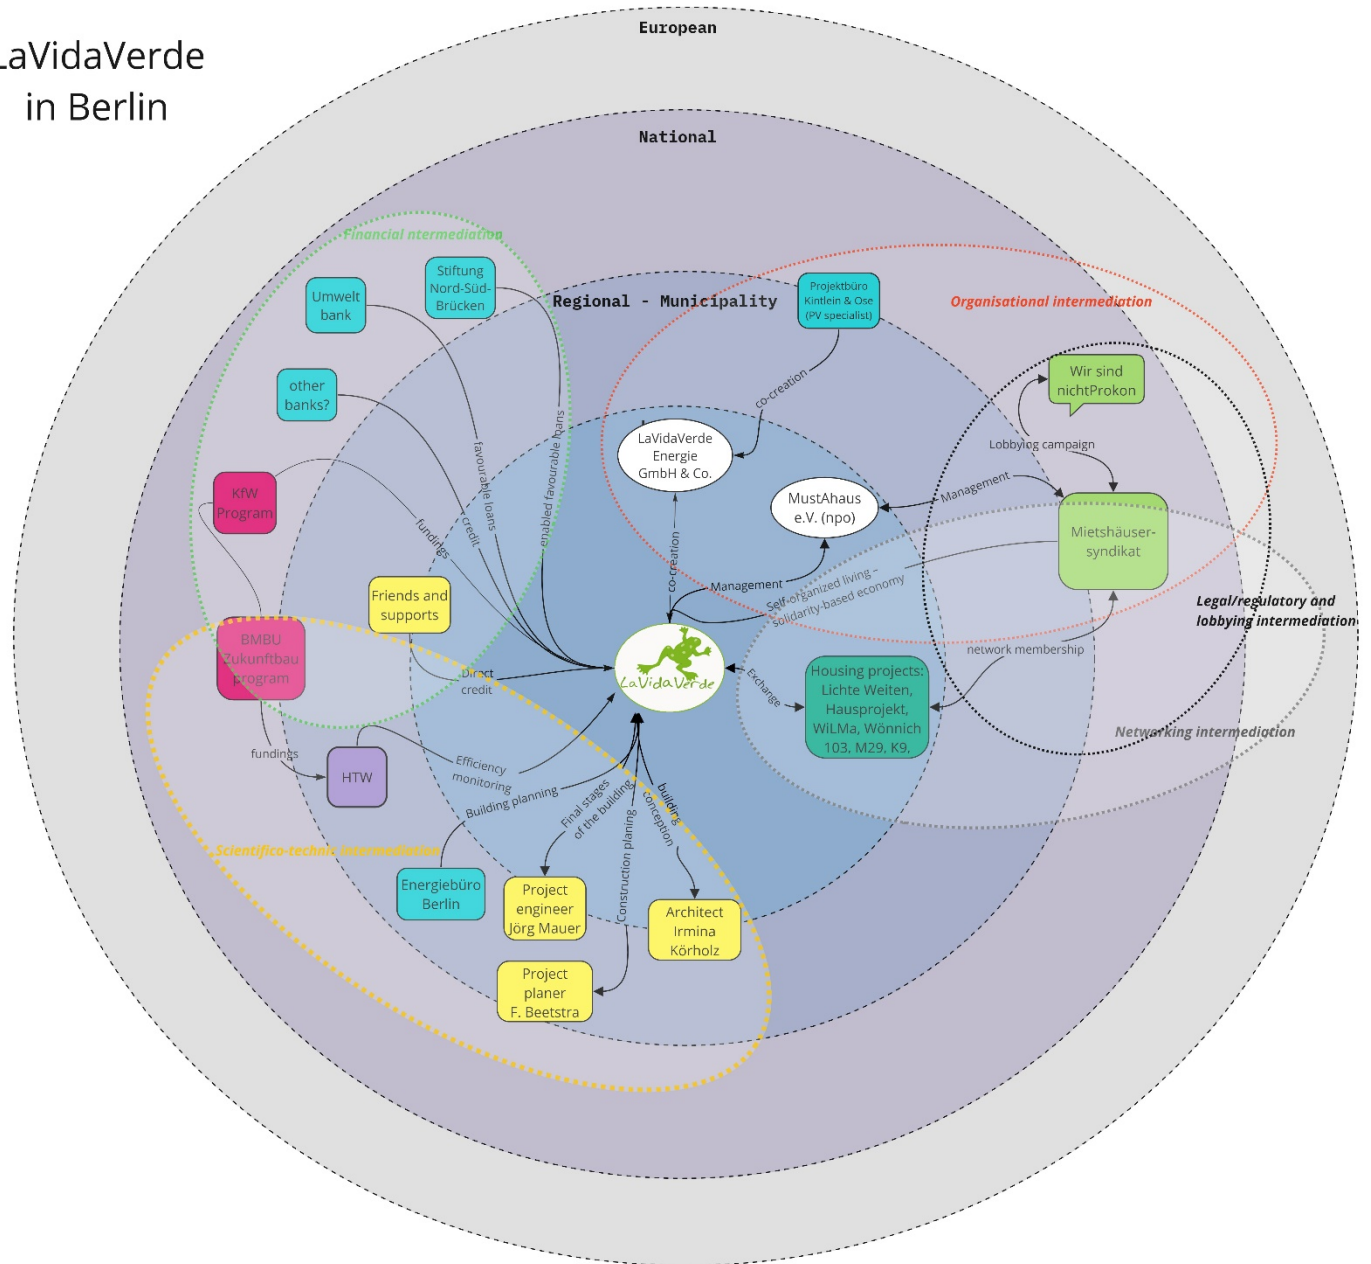 LaVidaVerde
in Berlin
European
National
Financial ntermediation
Stiftung
Nord-Süd-
Brücken
Umwelt
bank
Regional - Municipality
Projektbüro
Kintlein & Ose
(PV specialist)
Organisational intermediation
other
banks?
co-creation
Wir sind
nichtProkon
LaVidaVerde
Energie
GmbH & Co.
Lobbying campaign
KfW
Program
favourable loans
enabled favourable loans
credit
fundings
MustAhaus
e.V. (npo)
Management
Mietshäuser-
syndikat
co-creation
Management
Self-organized living –
solidarity-based economy
Friends and
supports
Legal/regulatory and
lobbying intermediation
BMBU
Zukunftbau
program
Direct
credit
LaVidaVerde
Exchange
network membership
Housing projects:
Lichte Weiten,
Hausprojekt,
WiLMa, Wönnich
103, M29, K9,
Networking intermediation
fundings
HTW
Efficiency
monitoring
Building planning
Final stages
of the building
Construction planing
building
conception
Scientifico-technic intermediation
Energiebüro
Berlin
Project
engineer
Jörg Mauer
Architect
Irmina
Körholz
Project
planer
F. Beetstra